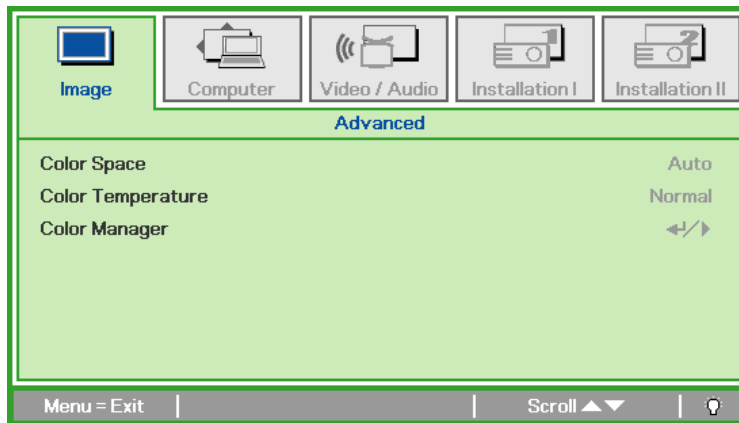 Image
Computer
Video / Audio
Installation I
Installation II
Advanced
Color Space Auto
Color Temperature Normal
Color Manager
Menu = Exit Scroll